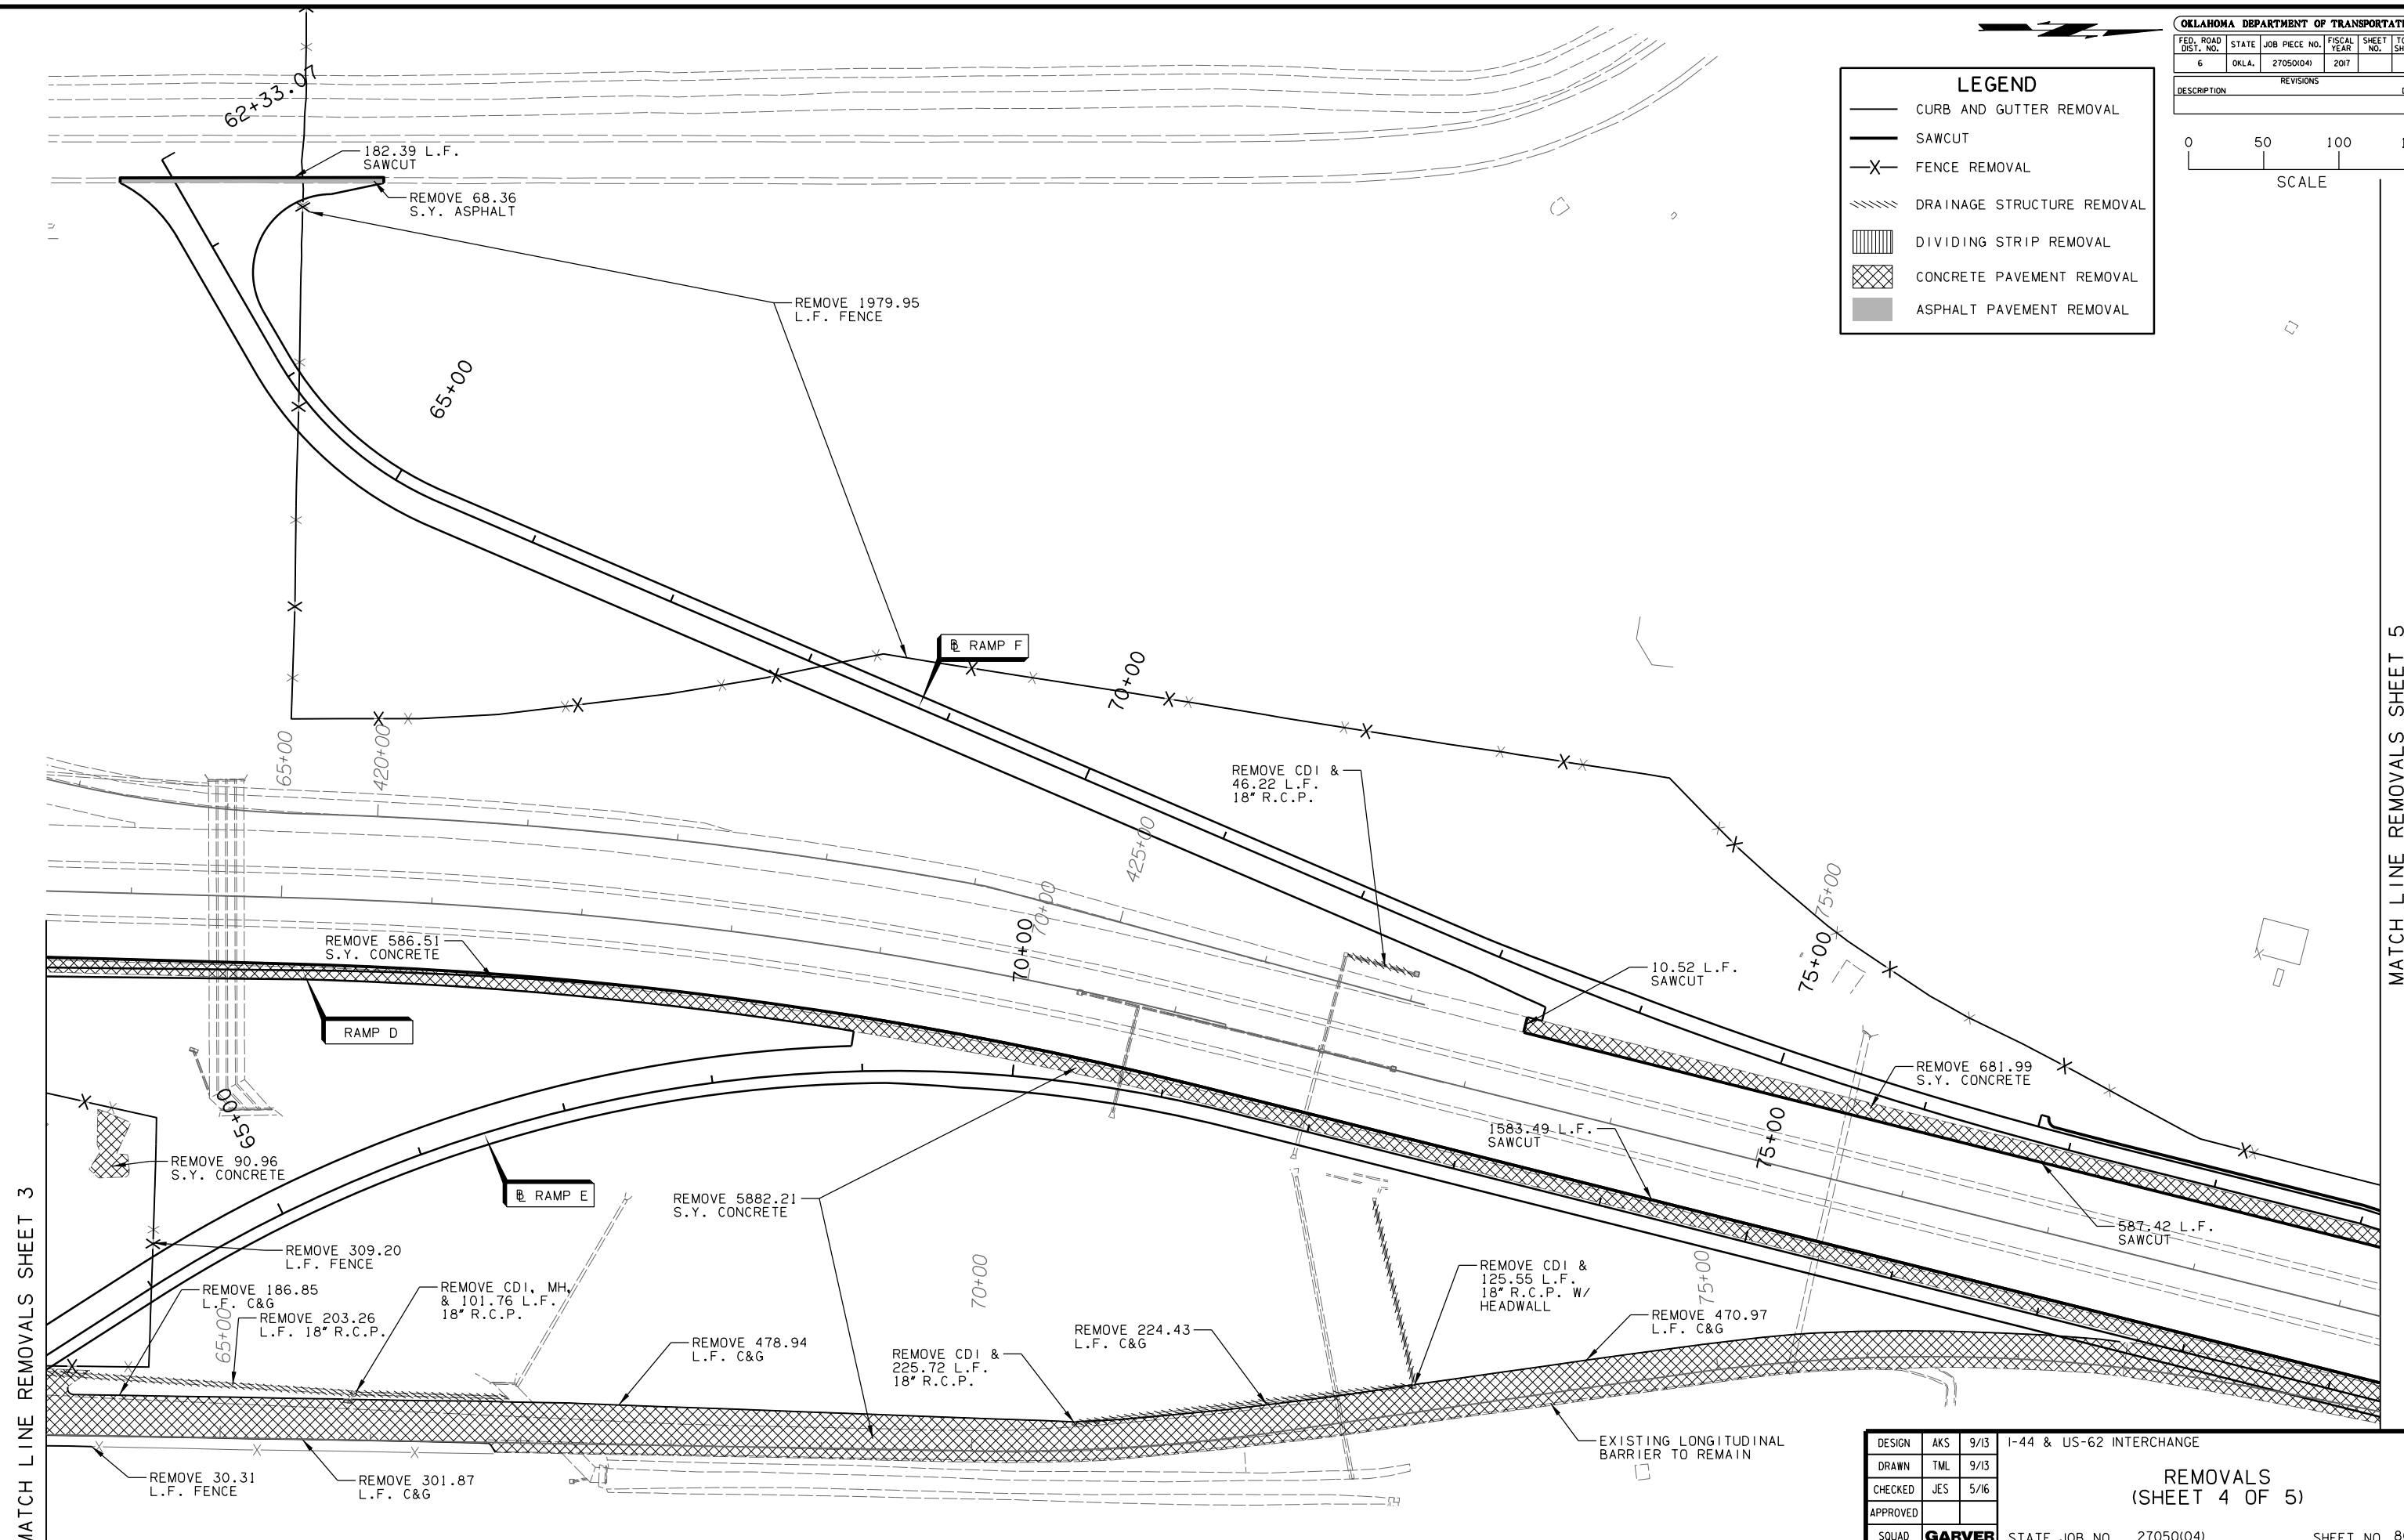 OKLAHOMA DEPARTMENT OF
FED. ROAD DIST. NO. STATE JOB PIECE NO. FISCAL YEAR SHEET NO.
6 OKLA. 27050(04) 2017
REVISIONS
DESCRIPTION
0 50 100
SCALE
LEGEND
CURB AND GUTTER REMOVAL
SAWCUT
X FENCE REMOVAL
DRAINAGE STRUCTURE REMOVAL
DIVIDING STRIP REMOVAL
CONCRETE PAVEMENT REMOVAL
ASPHALT PAVEMENT REMOVAL
62+33.07
182.39 L.F.
SAWCUT
REMOVE 68.36
S.Y. ASPHALT
REMOVE 1979.95
L.F. FENCE
65+00
RAMP F
70+00
65+00
420+00
REMOVE CDI &
46.22 L.F.
18" R.C.P.
425+00
70+00
70+00
75+00
75+00
REMOVE 586.51
S.Y. CONCRETE
10.52 L.F.
SAWCUT
RAMP D
REMOVE 681.99
S.Y. CONCRETE
65+00
1583.49 L.F.
SAWCUT
75+00
REMOVE 90.96
S.Y. CONCRETE
RAMP E
REMOVE 5882.21
S.Y. CONCRETE
587.42 L.F.
SAWCUT
REMOVE 309.20
L.F. FENCE
REMOVE 186.85
L.F. C&G
REMOVE 203.26
L.F. 18" R.C.P.
65+00
REMOVE CDI, MH,
& 101.76 L.F.
18" R.C.P.
70+00
REMOVE CDI &
125.55 L.F.
18" R.C.P. W/
HEADWALL
75+00
REMOVE 470.97
L.F. C&G
REMOVE 478.94
L.F. C&G
REMOVE CDI &
225.72 L.F.
18" R.C.P.
REMOVE 224.43
L.F. C&G
EXISTING LONGITUDINAL
BARRIER TO REMAIN
REMOVE 30.31
L.F. FENCE
REMOVE 301.87
L.F. C&G
MATCH LINE REMOVALS SHEET 3
MATCH LINE REMOVALS SHEET 5
DESIGN AKS 9/13
DRAWN TML 9/13
CHECKED JES 5/16
APPROVED
SQUAD GARVER
I-44 & US-62 INTERCHANGE
REMOVALS
(SHEET 4 OF 5)
STATE JOB NO. 27050(04) SHEET NO.